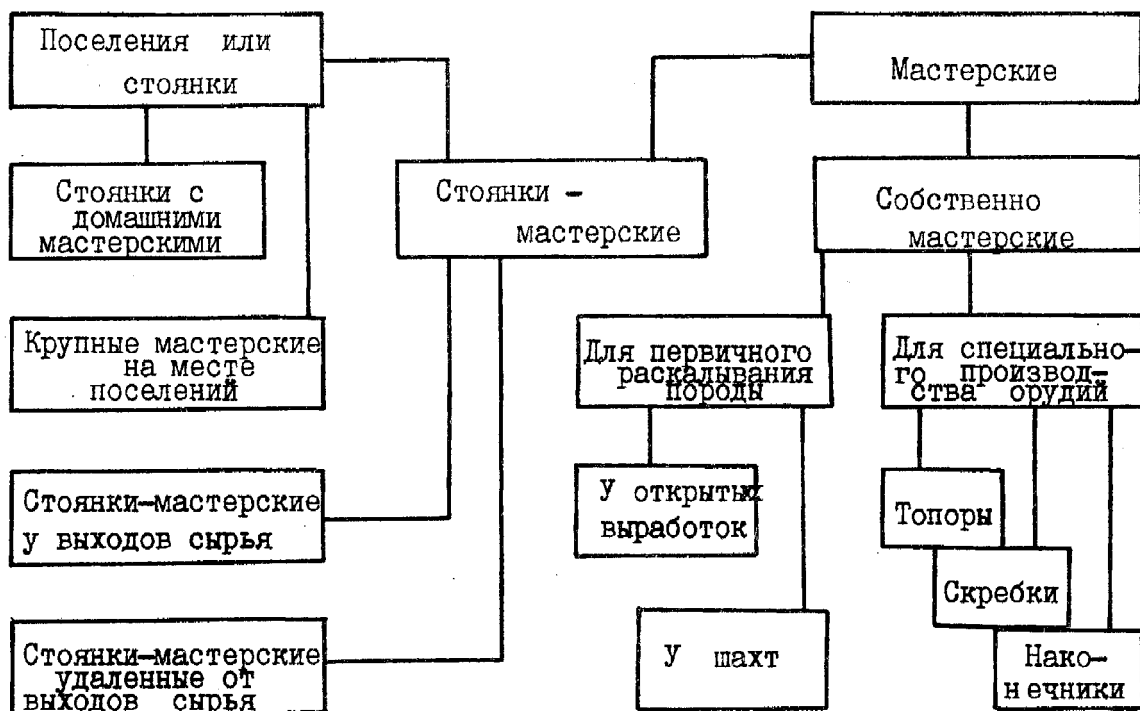 Поселения или
стоянки
Мастерские
Стоянки с
домашними
мастерскими
Стоянки –
мастерские
Собственно
мастерские
Крупные мастерские
на месте
поселений
Для первичного
раскалывания
породы
Для специально–
го производ–
ства орудий
Стоянки–мастерские
у выходов сырья
У открытых
выработок
Топоры
Скребки
Стоянки–мастерские
удаленные от
выходов сырья
У шахт
Нако–
нечники